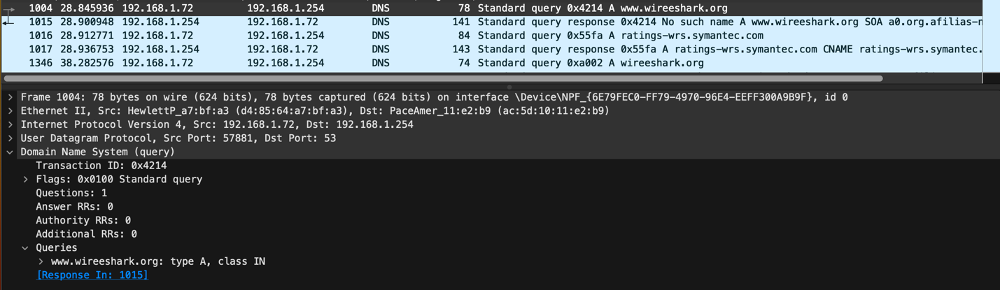 1004 28.845936 192.168.1.72 192.168.1.254 DNS 78 Standard query 0x4214 A www.wireeshark.org
1015 28.900948 192.168.1.254 192.168.1.72 DNS 141 Standard query response 0x4214 No such name A www.wireeshark.org SOA a0.org.afilias-n
1016 28.912771 192.168.1.72 192.168.1.254 DNS 84 Standard query 0x55fa A ratings-wrs.symantec.com
1017 28.936753 192.168.1.254 192.168.1.72 DNS 143 Standard query response 0x55fa A ratings-wrs.symantec.com CNAME ratings-wrs.symantec.
1346 38.282576 192.168.1.72 192.168.1.254 DNS 74 Standard query 0xa002 A wireshark.org
Frame 1004: 78 bytes on wire (624 bits), 78 bytes captured (624 bits) on interface \Device\NPF_{6E79FEC0-FF79-4970-96E4-EEFF300A9B9F}, id 0
Ethernet II, Src: HewlettP_a7:bf:a3 (d4:85:64:a7:bf:a3), Dst: PaceAmer_11:e2:b9 (ac:5d:10:11:e2:b9)
Internet Protocol Version 4, Src: 192.168.1.72, Dst: 192.168.1.254
User Datagram Protocol, Src Port: 57881, Dst Port: 53
Domain Name System (query)
Transaction ID: 0x4214
Flags: 0x0100 Standard query
Questions: 1
Answer RRs: 0
Authority RRs: 0
Additional RRs: 0
Queries
www.wireeshark.org: type A, class IN
[Response In: 1015]